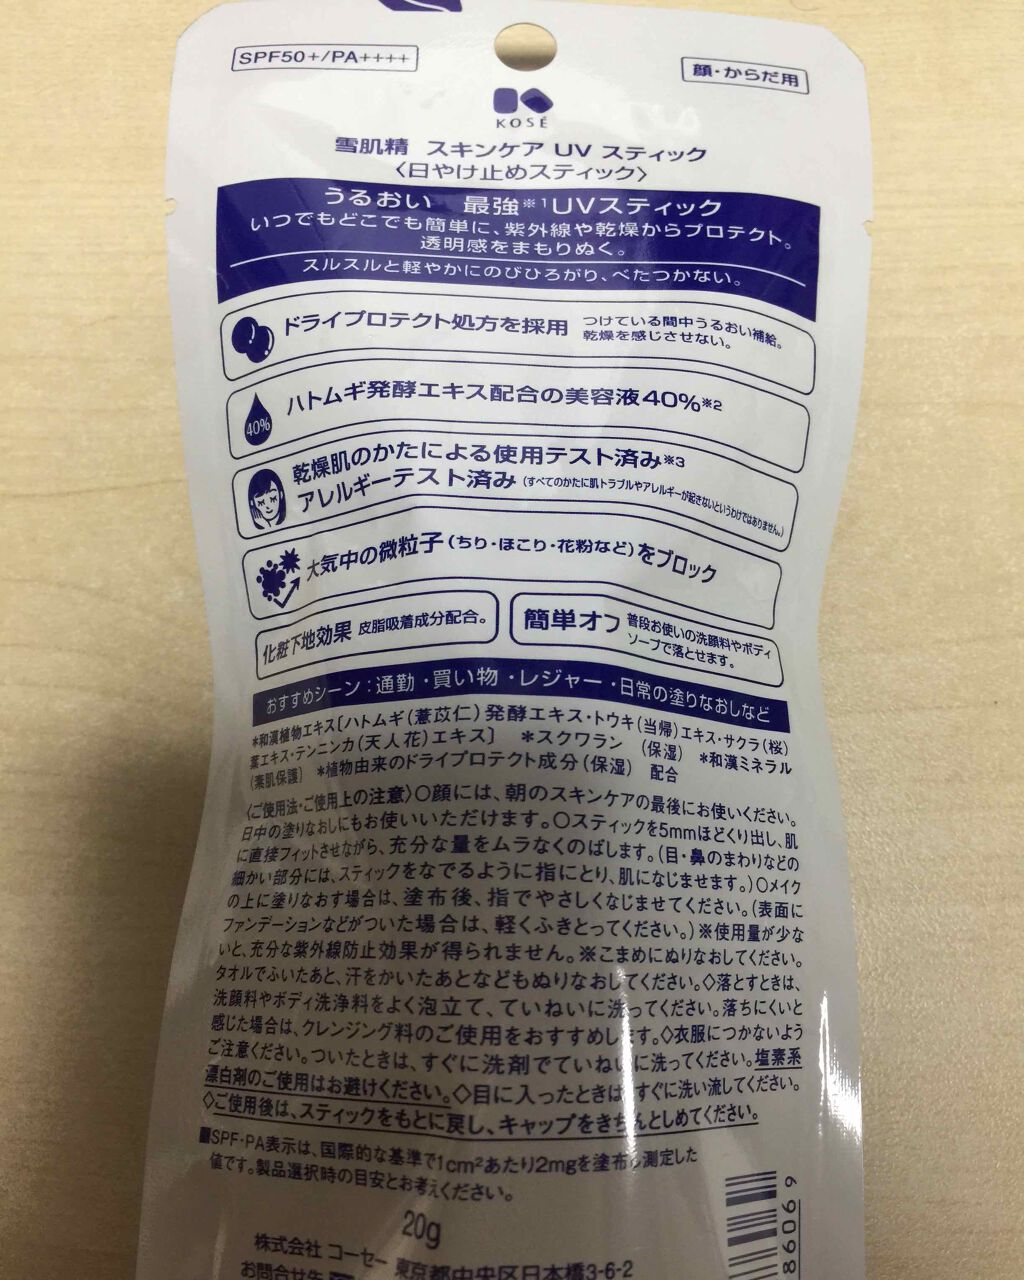 SPF50+/PA++++
顔・からだ用
KOSÉ
雪肌精 スキンケア UV スティック
〈日やけ止めスティック〉
うるおい 最強※1UVスティック
いつでもどこでも簡単に、紫外線や乾燥からプロテクト。
透明感をまもりぬく。
スルスルと軽やかにのびひろがり、べたつかない。
ドライプロテクト処方を採用 つけている間中うるおい補給。
乾燥を感じさせない。
40%
ハトムギ発酵エキス配合の美容液40%※2
乾燥肌のかたによる使用テスト済み※3
アレルギーテスト済み(すべてのかたに肌トラブルやアレルギーが起きないというわけではありません。)
大気中の微粒子(ちり・ほこり・花粉など)をブロック
化粧下地効果 皮脂吸着成分配合。
簡単オフ 普段お使いの洗顔料やボディ
ソープで落とせます。
おすすめシーン:通勤・買い物・レジャー・日常の塗りなおしなど
*和漢植物エキス〔ハトムギ(薏苡仁)発酵エキス・トウキ(当帰)エキス・サクラ(桜)
葉エキス・テンニンカ(天人花)エキス〕 *スクワラン (保湿) *和漢ミネラル
(素肌保護) *植物由来のドライプロテクト成分(保湿) 配合
〈ご使用法・ご使用上の注意〉○顔には、朝のスキンケアの最後にお使いください。
日中の塗りなおしにもお使いいただけます。○スティックを5mmほどくり出し、肌
に直接フィットさせながら、充分な量をムラなくのばします。(目・鼻のまわりなどの
細かい部分には、スティックをなでるように指にとり、肌になじませます。)○メイク
の上に塗りなおす場合は、塗布後、指でやさしくなじませてください。(表面に
ファンデーションなどがついた場合は、軽くふきとってください。)※使用量が少な
いと、充分な紫外線防止効果が得られません。※こまめにぬりなおしてください。
タオルでふいたあと、汗をかいたあとなどもぬりなおしてください。◇落とすときは、
洗顔料やボディ洗浄料をよく泡立て、ていねいに洗ってください。落ちにくいと
感じた場合は、クレンジング料のご使用をおすすめします。◇衣服につかないよう
ご注意ください。ついたときは、すぐに洗剤でていねいに洗ってください。塩素系
漂白剤のご使用はお避けください。◇目に入ったときは、すぐに洗い流してください。
◇ご使用後は、スティックをもとに戻し、キャップをきちんとしめてください。
■SPF・PA表示は、国際的な基準で1cm²あたり2mgを塗布し測定した
値です。製品選択時の目安とお考えください。
20g
株式会社 コーセー 東京都中央区日本橋3-6-2
お問合せ先